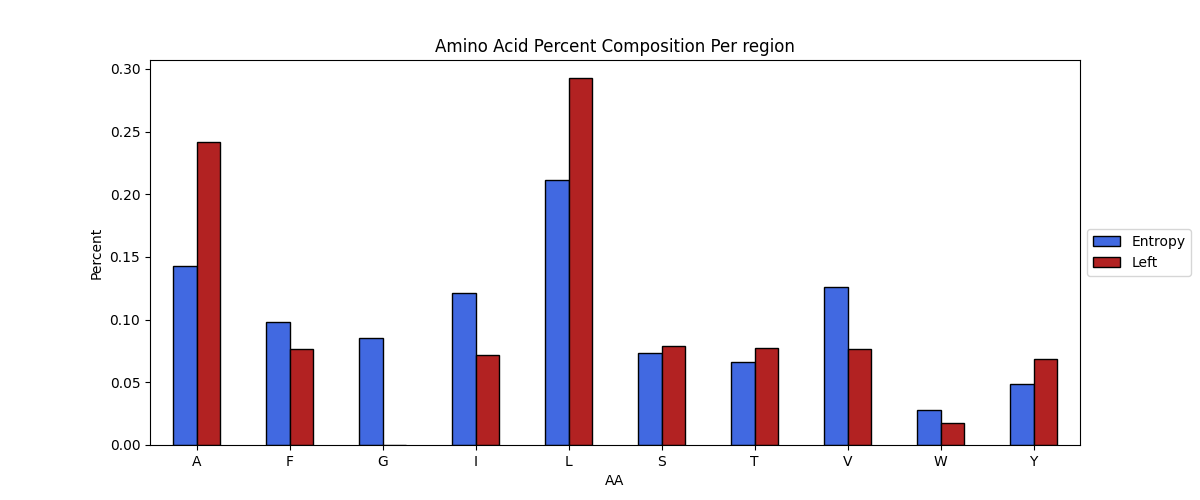 Amino Acid Percent Composition Per region
0.30
0.25
0.20
0.15
0.10
0.05
0.00
Percent
A F G I L S T V W Y
AA
Entropy
Left